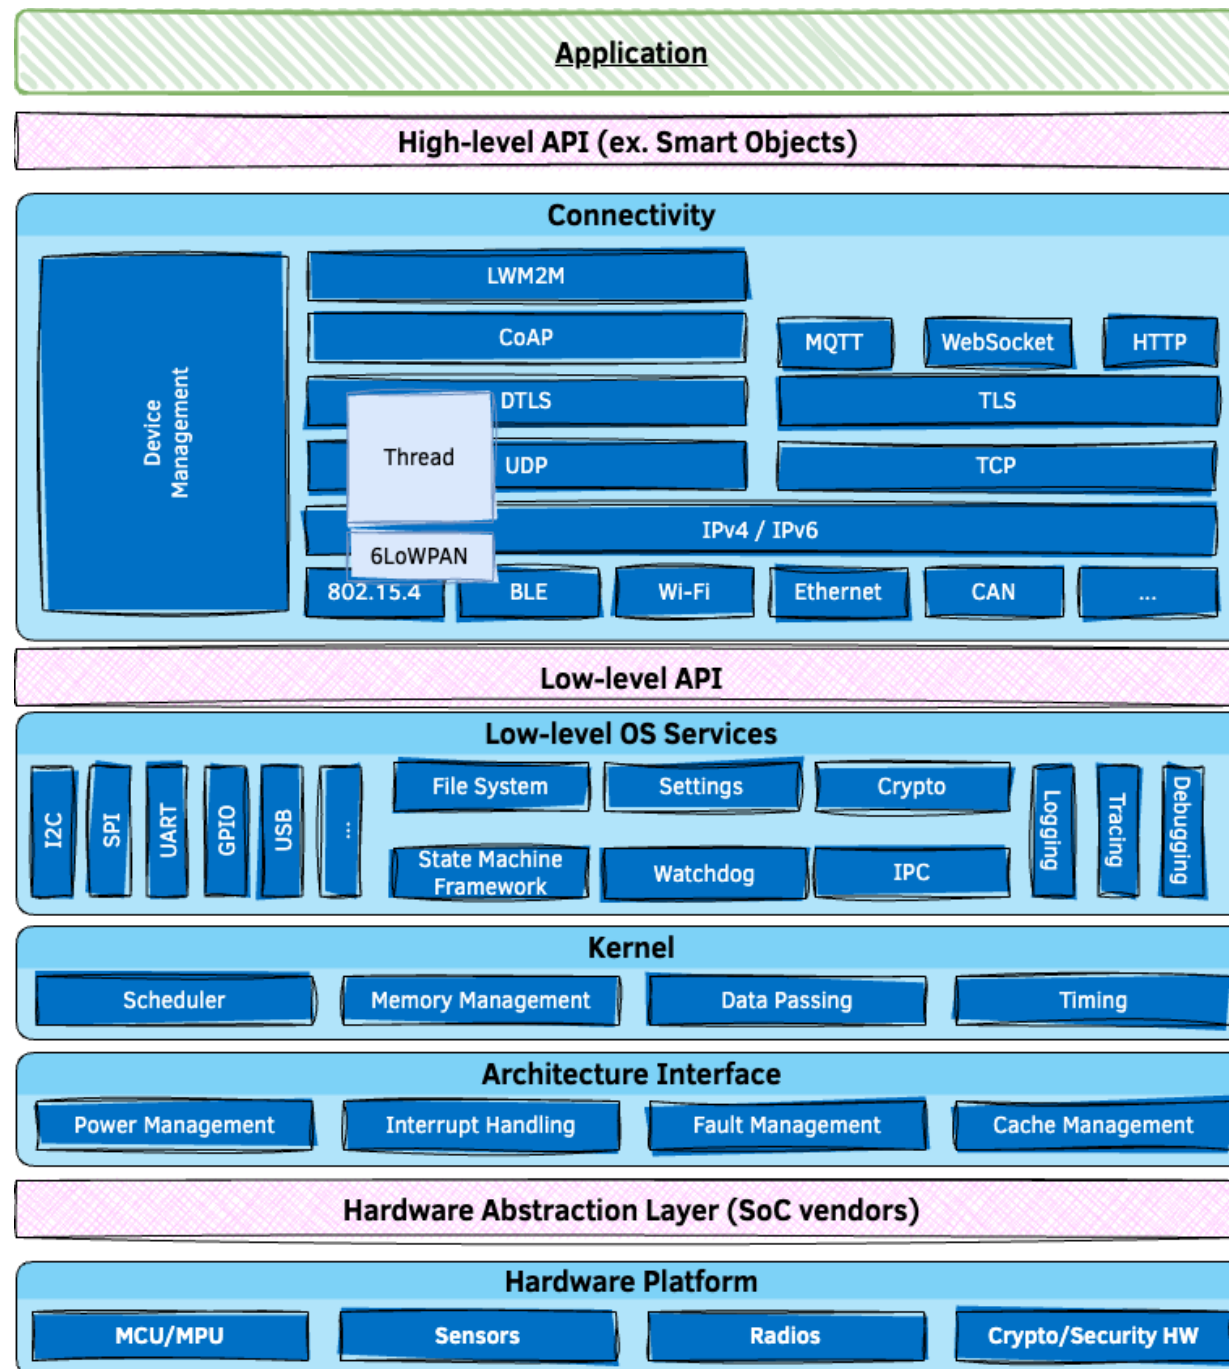 Application
High-level API (ex. Smart Objects)
Connectivity
Device
Management
LWM2M
CoAP
MQTT
WebSocket
HTTP
DTLS
TLS
Thread
UDP
TCP
IPv4 / IPv6
6LoWPAN
802.15.4
BLE
Wi-Fi
Ethernet
CAN
...
Low-level API
Low-level OS Services
I2C
SPI
UART
GPIO
USB
...
File System
Settings
Crypto
State Machine
Framework
Watchdog
IPC
Logging
Tracing
Debugging
Kernel
Scheduler
Memory Management
Data Passing
Timing
Architecture Interface
Power Management
Interrupt Handling
Fault Management
Cache Management
Hardware Abstraction Layer (SoC vendors)
Hardware Platform
MCU/MPU
Sensors
Radios
Crypto/Security HW